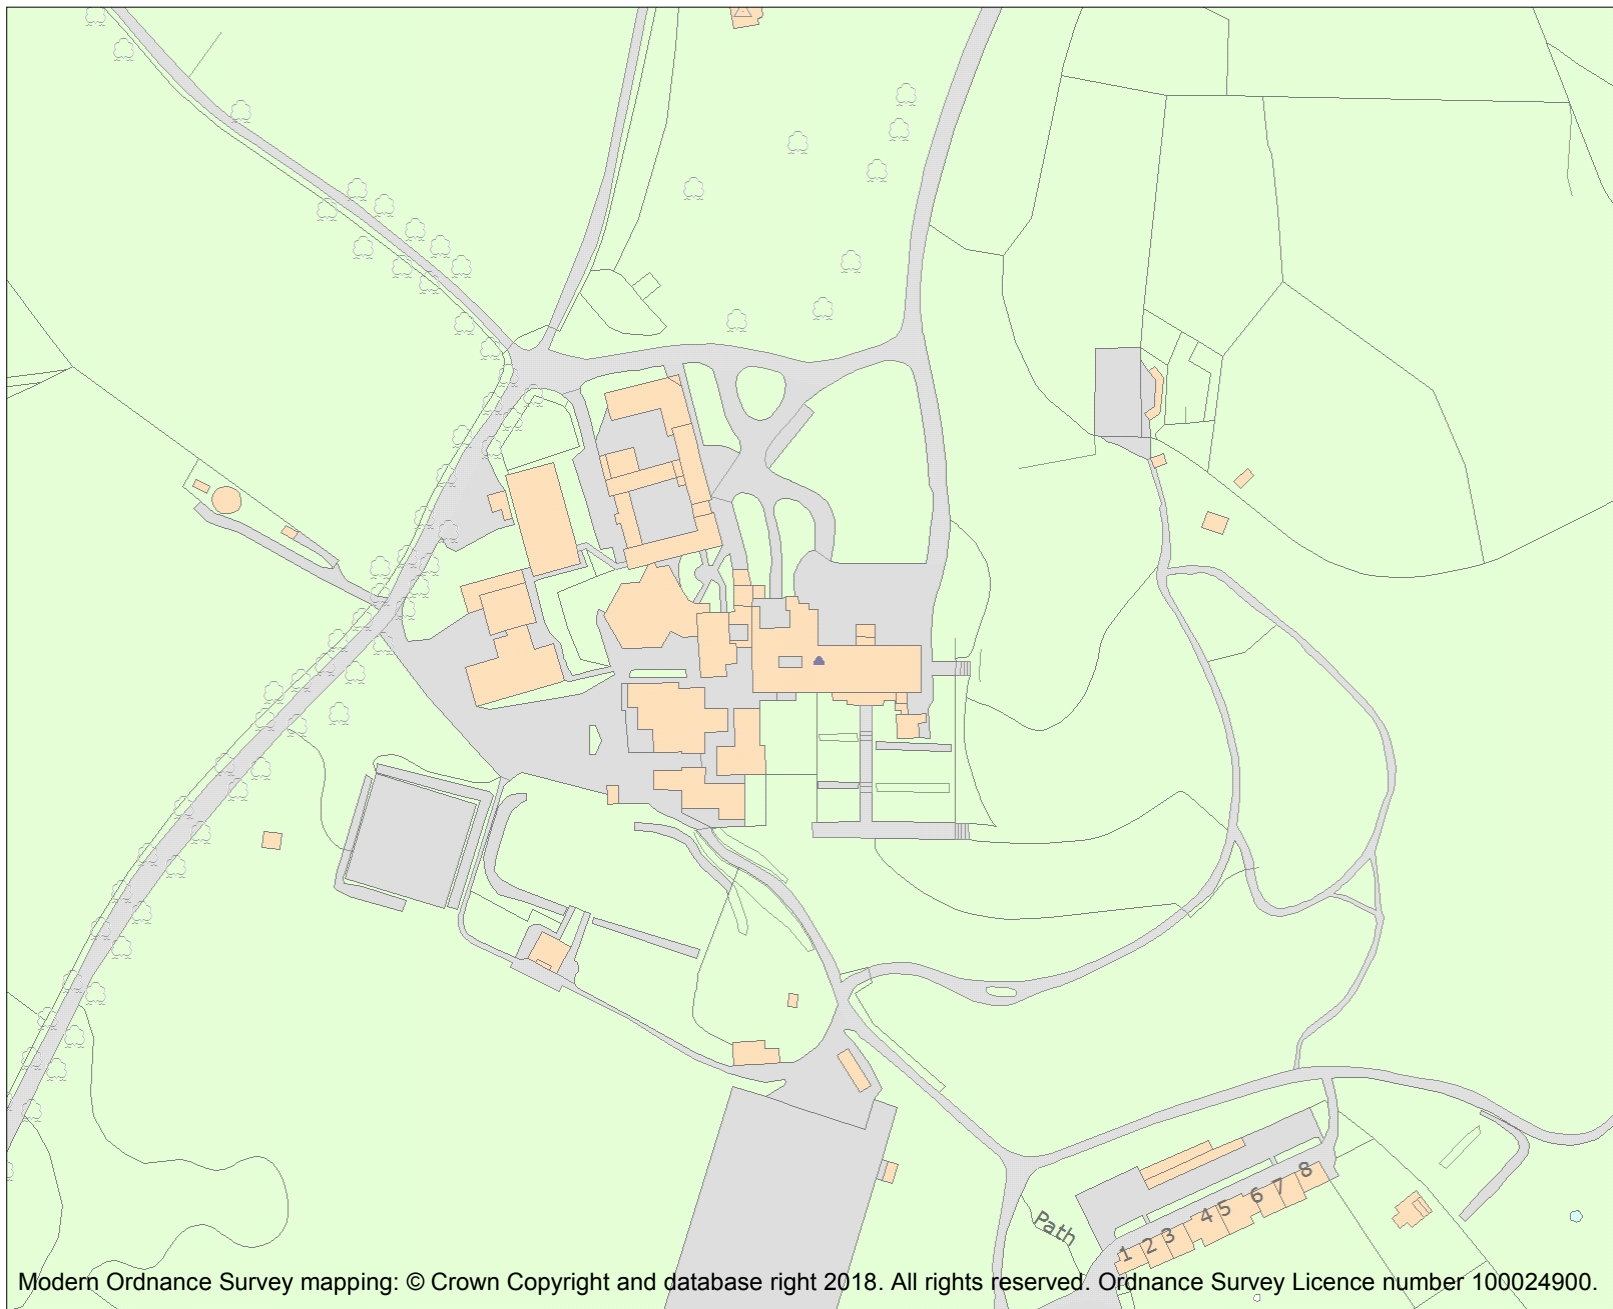 Path
1 2 3 4 5 6 7 8
Modern Ordnance Survey mapping: © Crown Copyright and database right 2018. All rights reserved. Ordnance Survey Licence number 100024900.